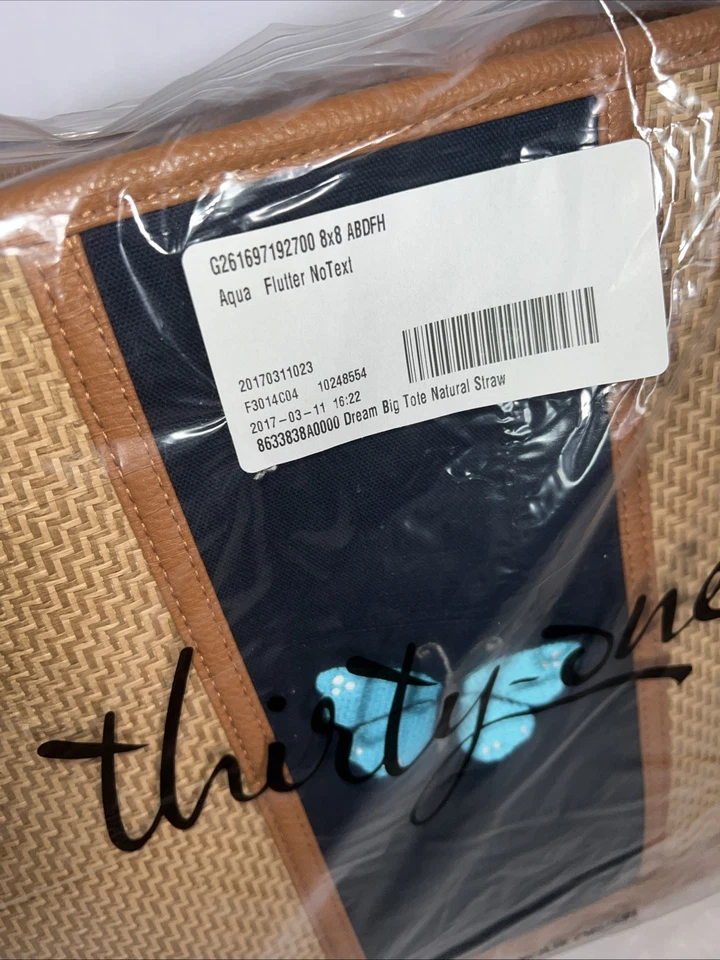 G261697192700 8x8 ABDFH
Aqua Flutter NoText
20170311023
F3014C04 10248554
2017-03-11 16:22
8633838A0000 Dream Big Tote Natural Straw
thirty-one